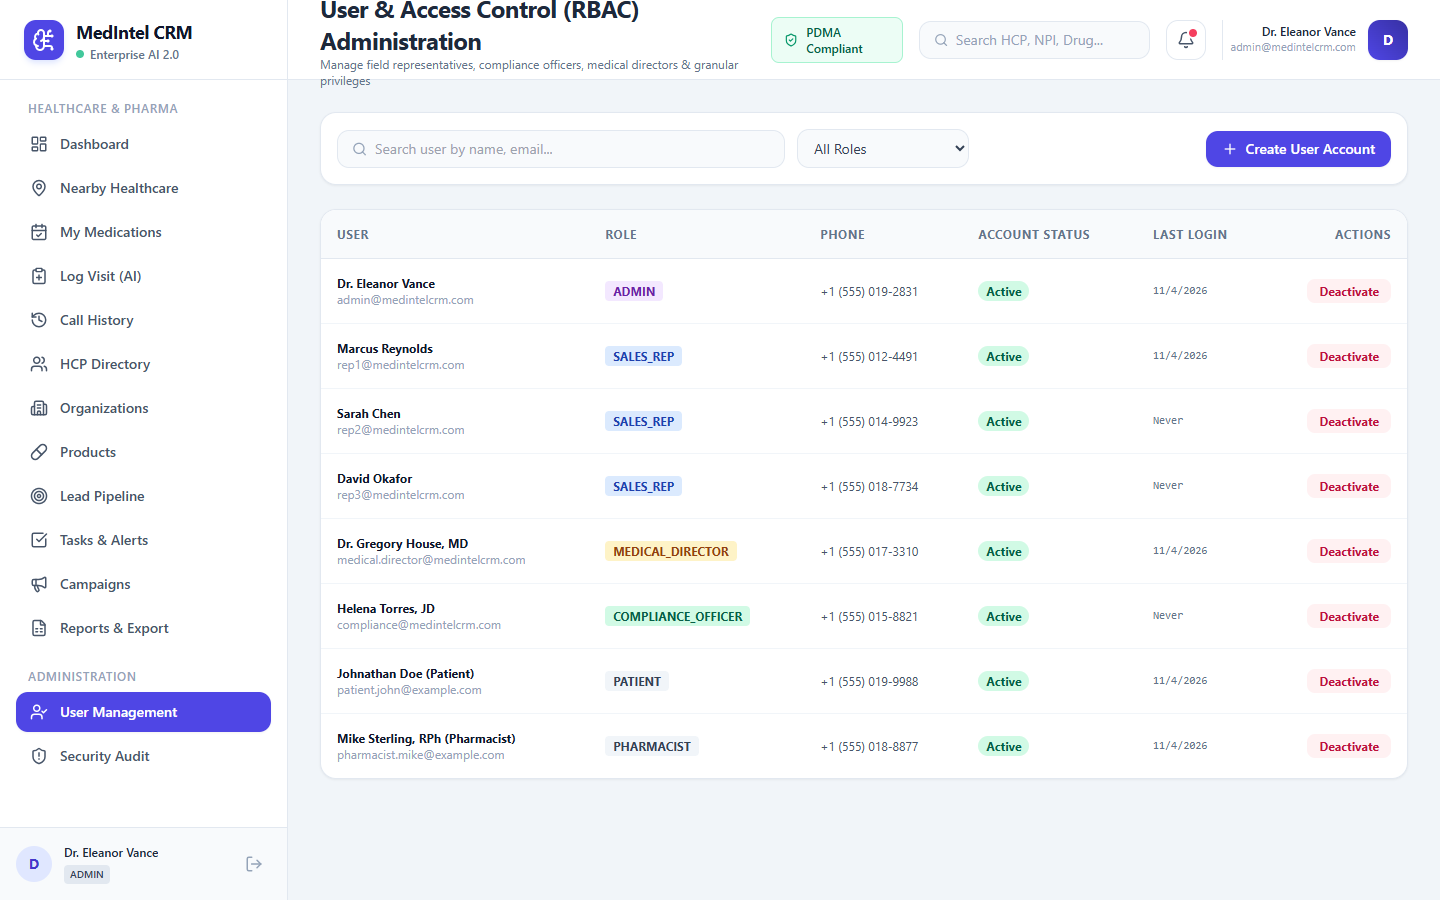 MedIntel CRM
Enterprise AI 2.0
HEALTHCARE & PHARMA
Dashboard
Nearby Healthcare
My Medications
Log Visit (AI)
Call History
HCP Directory
Organizations
Products
Lead Pipeline
Tasks & Alerts
Campaigns
Reports & Export
ADMINISTRATION
User Management
Security Audit
D
Dr. Eleanor Vance
ADMIN
User & Access Control (RBAC)
Administration
Manage field representatives, compliance officers, medical directors & granular
privileges
PDMA
Compliant
Search HCP, NPI, Drug...
Dr. Eleanor Vance
admin@medintelcrm.com
D
Search user by name, email...
All Roles
Create User Account
USER ROLE PHONE ACCOUNT STATUS LAST LOGIN ACTIONS
Dr. Eleanor Vance
admin@medintelcrm.com
ADMIN +1 (555) 019-2831 Active 11/4/2026 Deactivate
Marcus Reynolds
rep1@medintelcrm.com
SALES_REP +1 (555) 012-4491 Active 11/4/2026 Deactivate
Sarah Chen
rep2@medintelcrm.com
SALES_REP +1 (555) 014-9923 Active Never Deactivate
David Okafor
rep3@medintelcrm.com
SALES_REP +1 (555) 018-7734 Active Never Deactivate
Dr. Gregory House, MD
medical.director@medintelcrm.com
MEDICAL_DIRECTOR +1 (555) 017-3310 Active 11/4/2026 Deactivate
Helena Torres, JD
compliance@medintelcrm.com
COMPLIANCE_OFFICER +1 (555) 015-8821 Active Never Deactivate
Johnathan Doe (Patient)
patient.john@example.com
PATIENT +1 (555) 019-9988 Active 11/4/2026 Deactivate
Mike Sterling, RPh (Pharmacist)
pharmacist.mike@example.com
PHARMACIST +1 (555) 018-8877 Active 11/4/2026 Deactivate